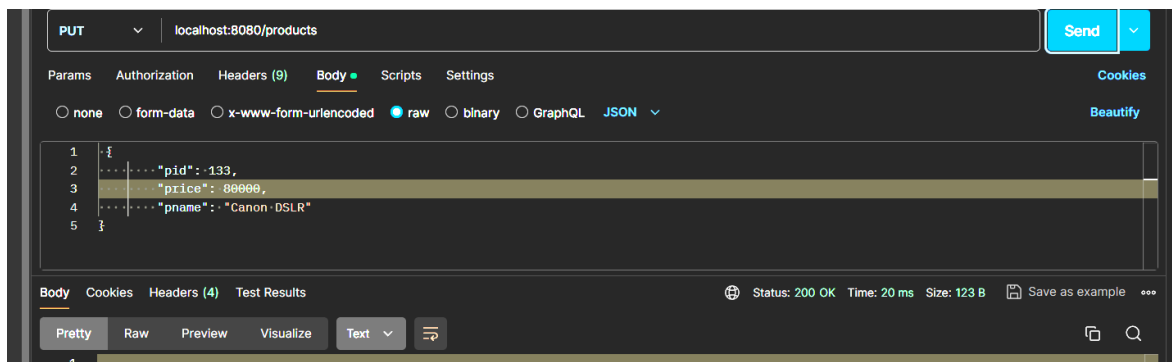 PUT localhost:8080/products Send
Params Authorization Headers (9) Body Scripts Settings Cookies
none form-data x-www-form-urlencoded raw binary GraphQL JSON Beautify
1 {
2 "pid": 133,
3 "price": 80000,
4 "pname": "Canon DSLR"
5 }
Body Cookies Headers (4) Test Results Status: 200 OK Time: 20 ms Size: 123 B Save as example
Pretty Raw Preview Visualize Text
1